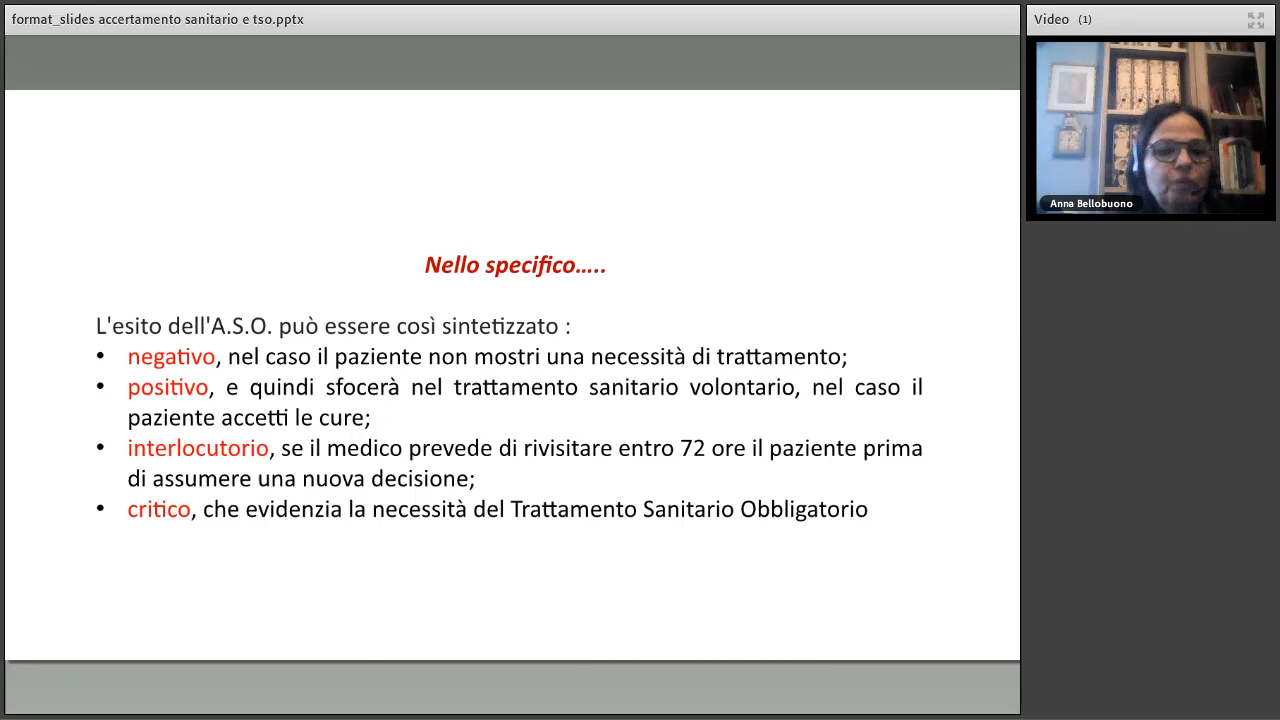 format_slides accertamento sanitario e tso.pptx
Video (1)
Anna Bellobuono
Nello specifico…..
L'esito dell'A.S.O. può essere così sintetizzato :
• negativo, nel caso il paziente non mostri una necessità di trattamento;
• positivo, e quindi sfocerà nel trattamento sanitario volontario, nel caso il
paziente accetti le cure;
• interlocutorio, se il medico prevede di rivisitare entro 72 ore il paziente prima
di assumere una nuova decisione;
• critico, che evidenzia la necessità del Trattamento Sanitario Obbligatorio